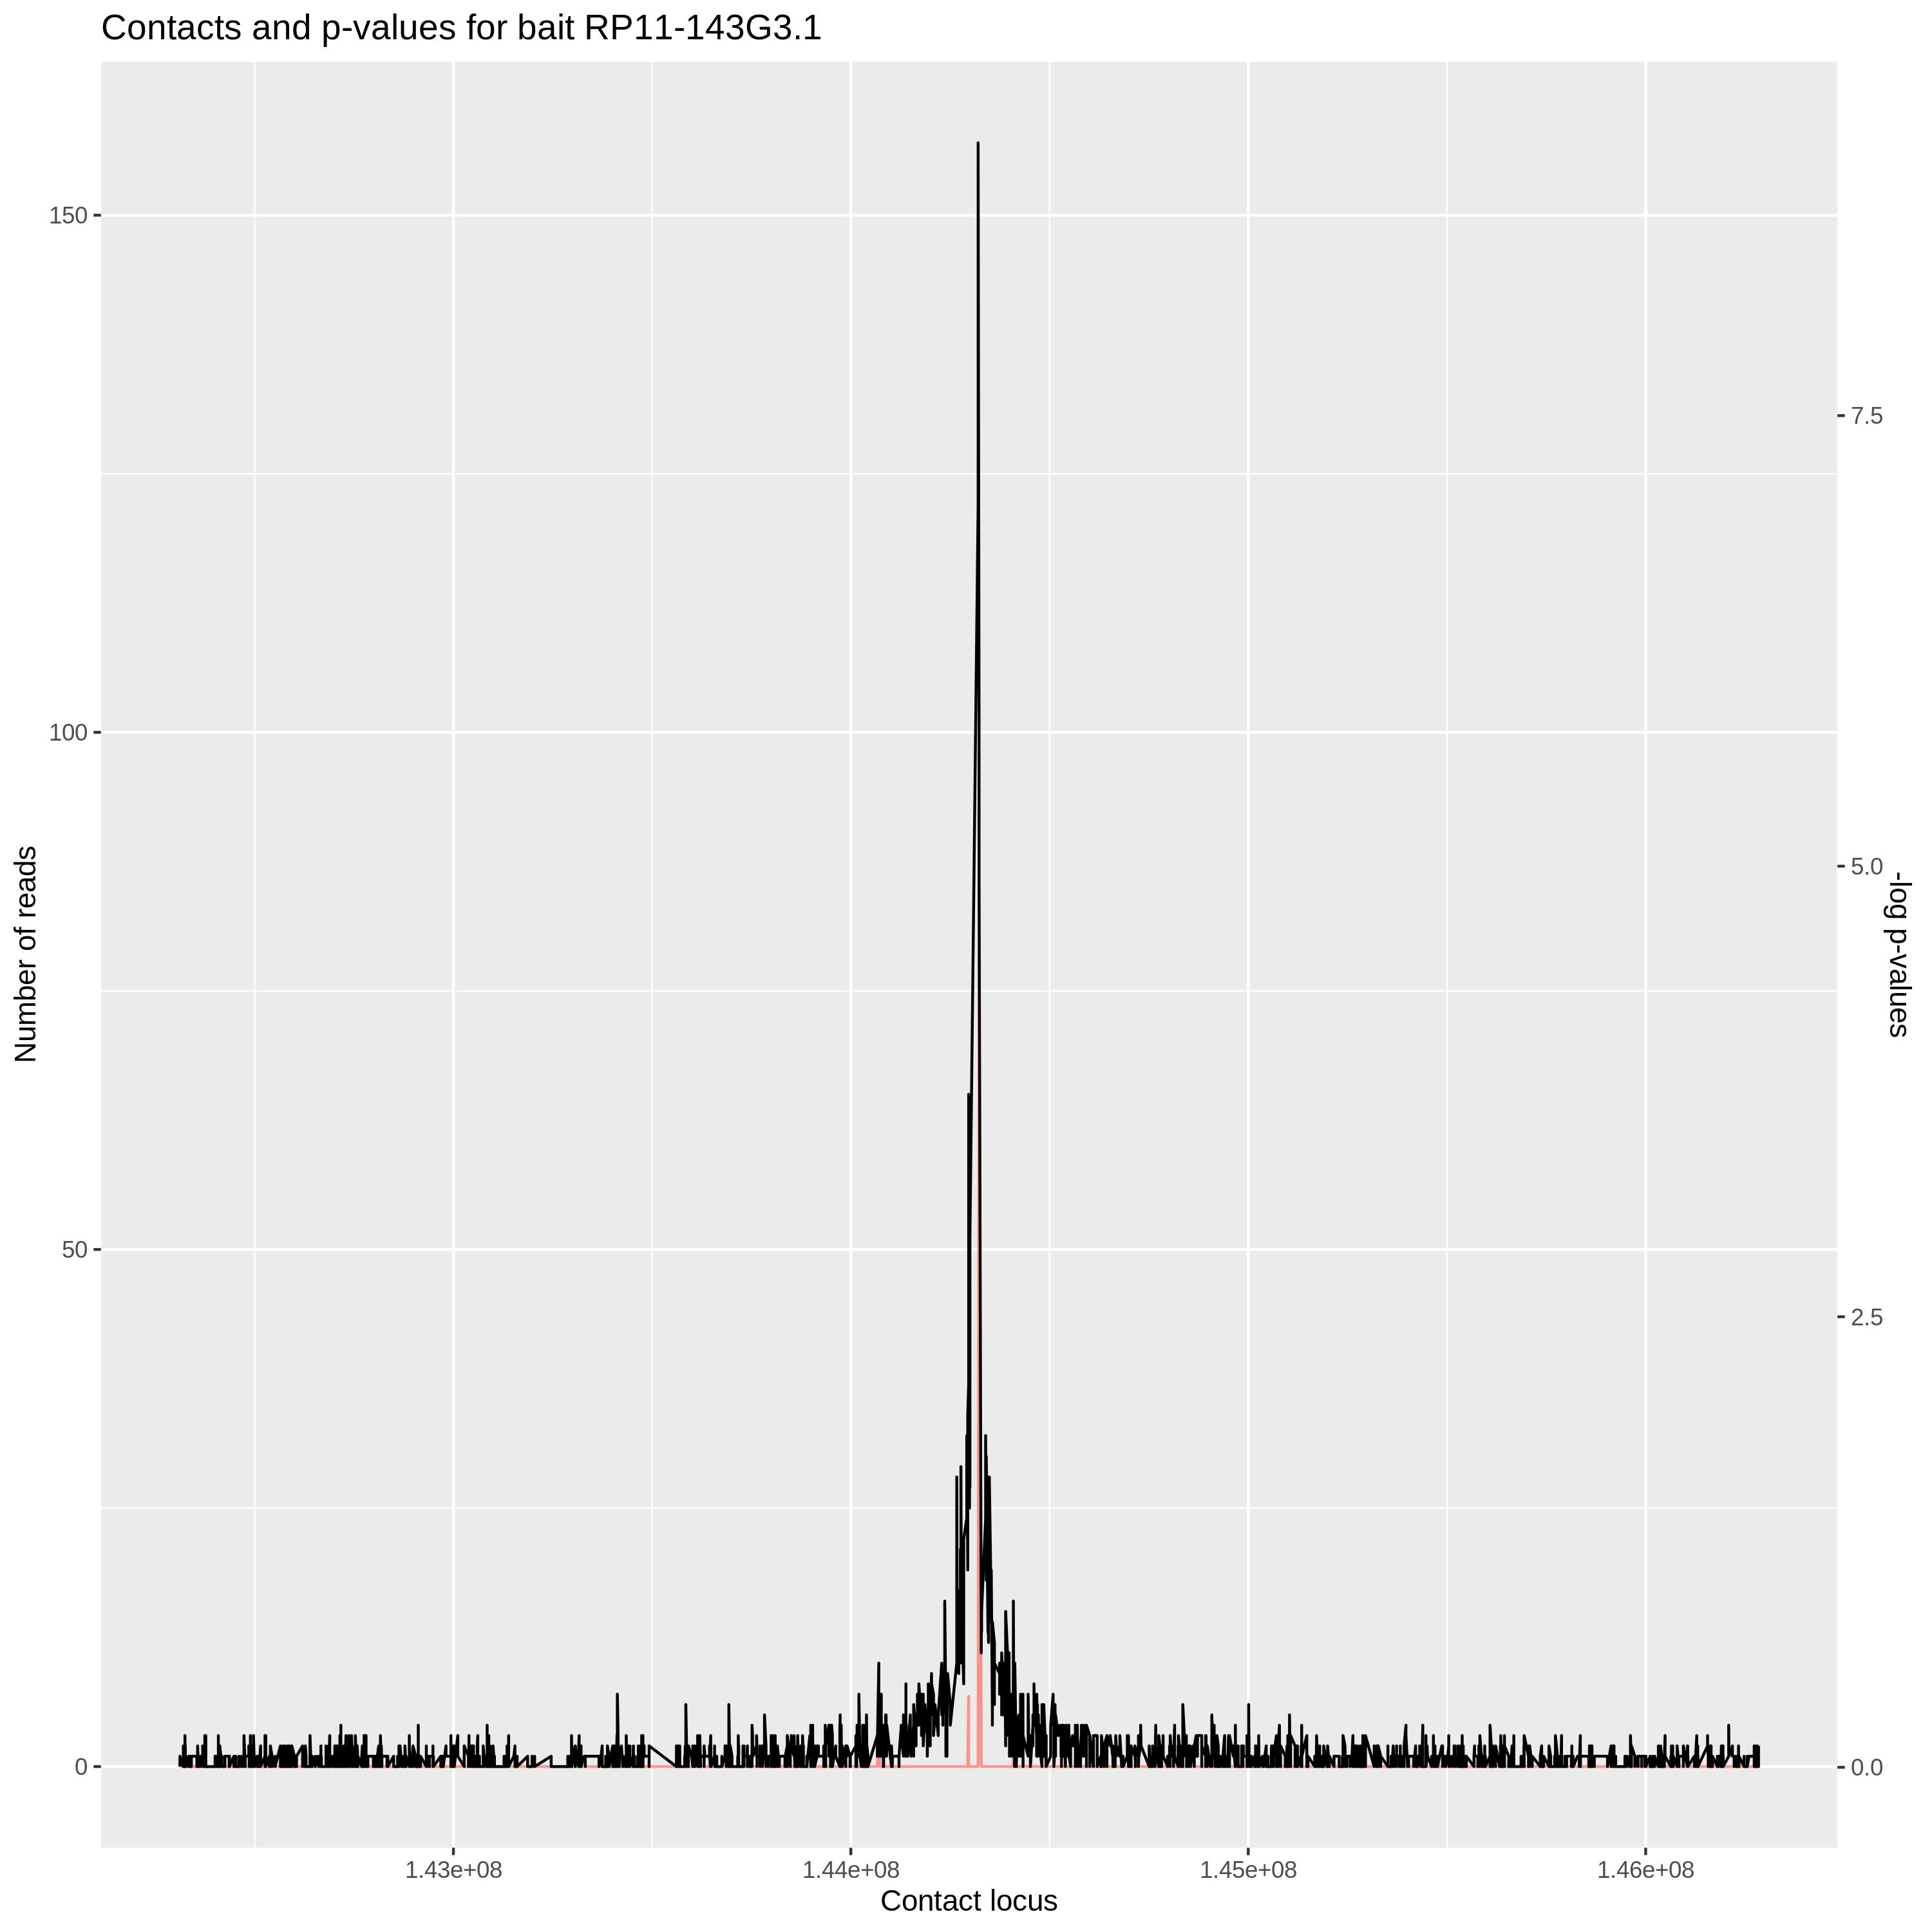 Contacts and p-values for bait RP11-143G3.1
150
100
50
0
Number of reads
7.5
5.0
2.5
0.0
-log p-values
1.43e+08
1.44e+08
1.45e+08
1.46e+08
Contact locus